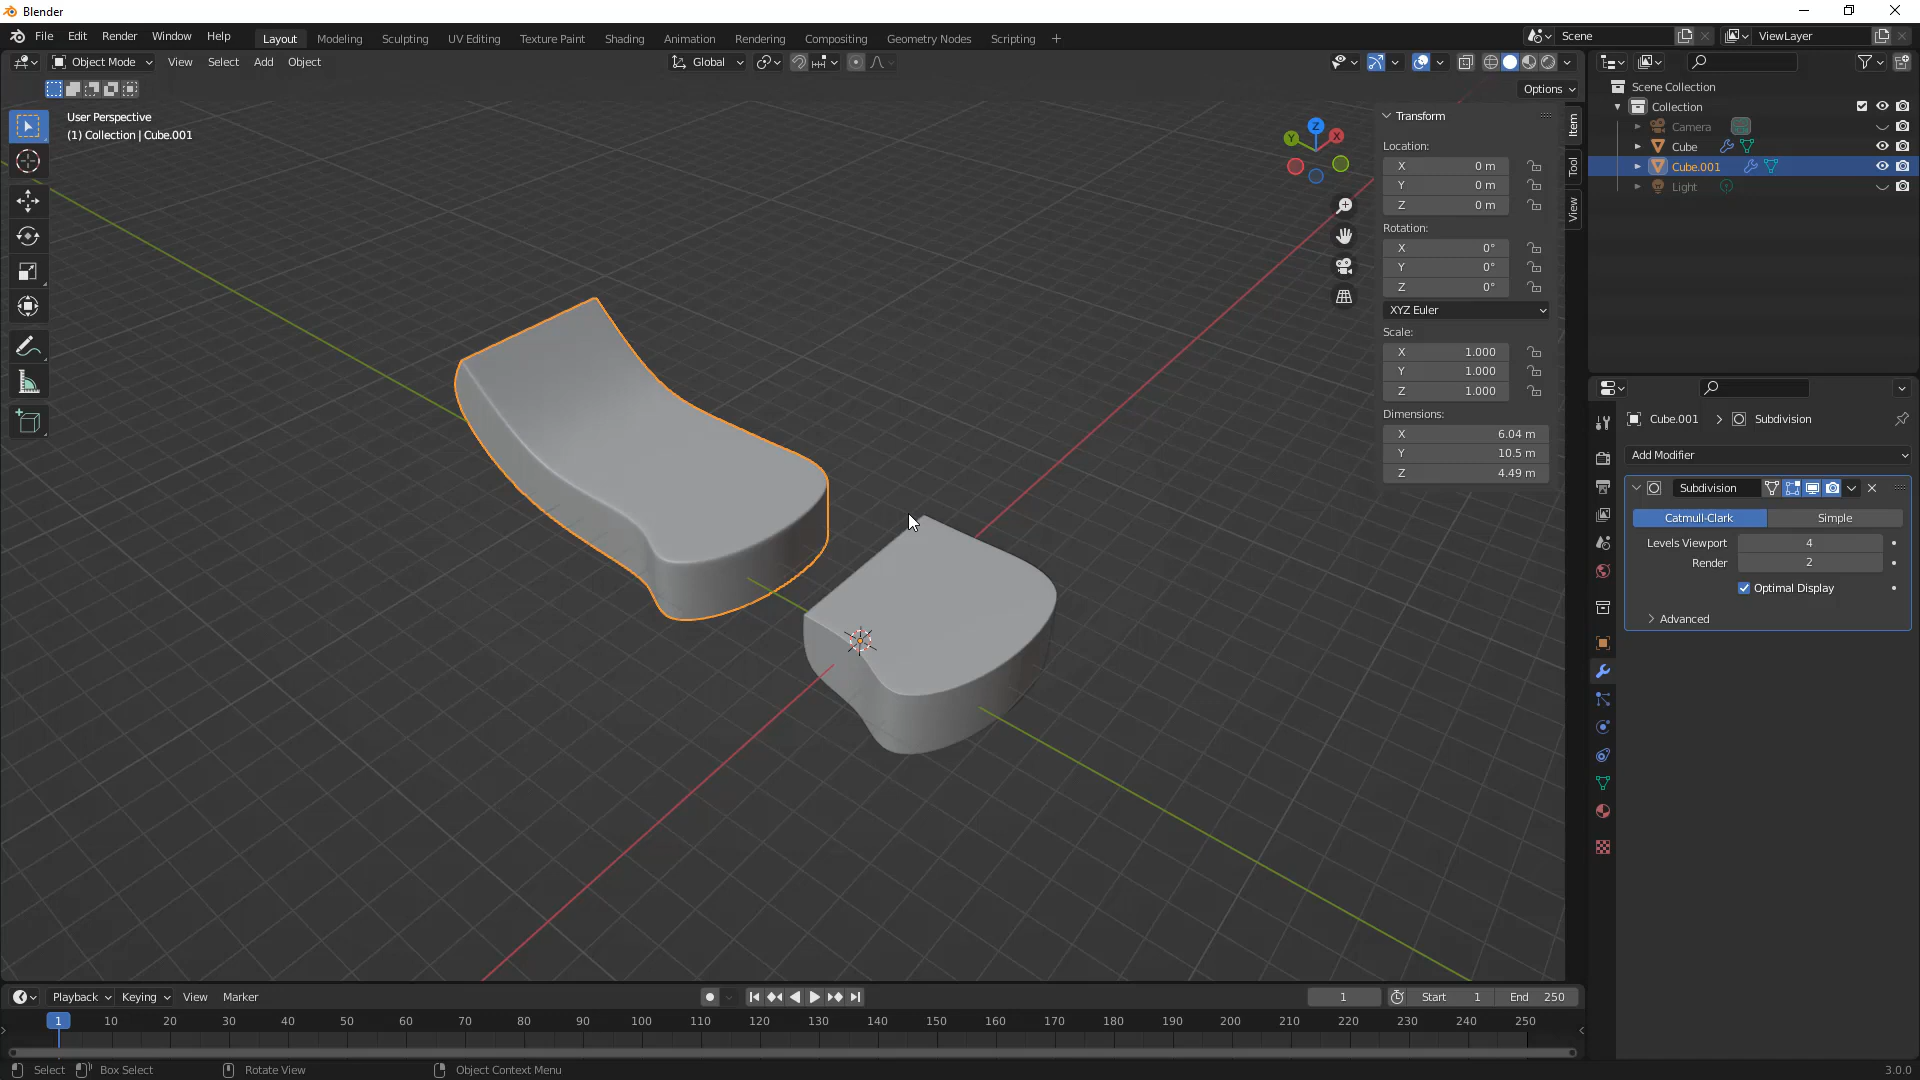 Blender
File Edit Render Window Help
Layout Modeling Sculpting UV Editing Texture Paint Shading Animation Rendering Compositing Geometry Nodes Scripting +
Scene
ViewLayer
Object Mode View Select Add Object
Global
Options
User Perspective
(1) Collection | Cube.001
Z
Y
X
Transform
Location:
X 0 m
Y 0 m
Z 0 m
Rotation:
X 0°
Y 0°
Z 0°
XYZ Euler
Scale:
X 1.000
Y 1.000
Z 1.000
Dimensions:
X 6.04 m
Y 10.5 m
Z 4.49 m
Item
Tool
View
Scene Collection
Collection
Camera
Cube
Cube.001
Light
Cube.001 > Subdivision
Add Modifier
Subdivision
Catmull-Clark Simple
Levels Viewport 4
Render 2
Optimal Display
Advanced
Playback Keying View Marker
1
Start 1
End 250
1 10 20 30 40 50 60 70 80 90 100 110 120 130 140 150 160 170 180 190 200 210 220 230 240 250
Select Box Select Rotate View Object Context Menu
3.0.0